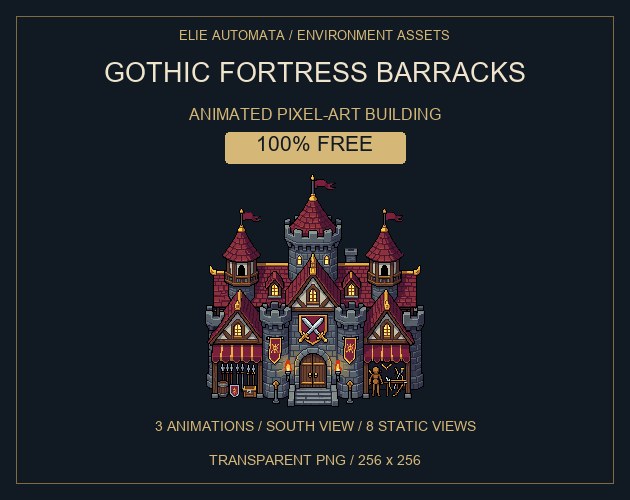 ELIE AUTOMATA / ENVIRONMENT ASSETS
GOTHIC FORTRESS BARRACKS
ANIMATED PIXEL-ART BUILDING
100% FREE
3 ANIMATIONS / SOUTH VIEW / 8 STATIC VIEWS
TRANSPARENT PNG / 256 x 256